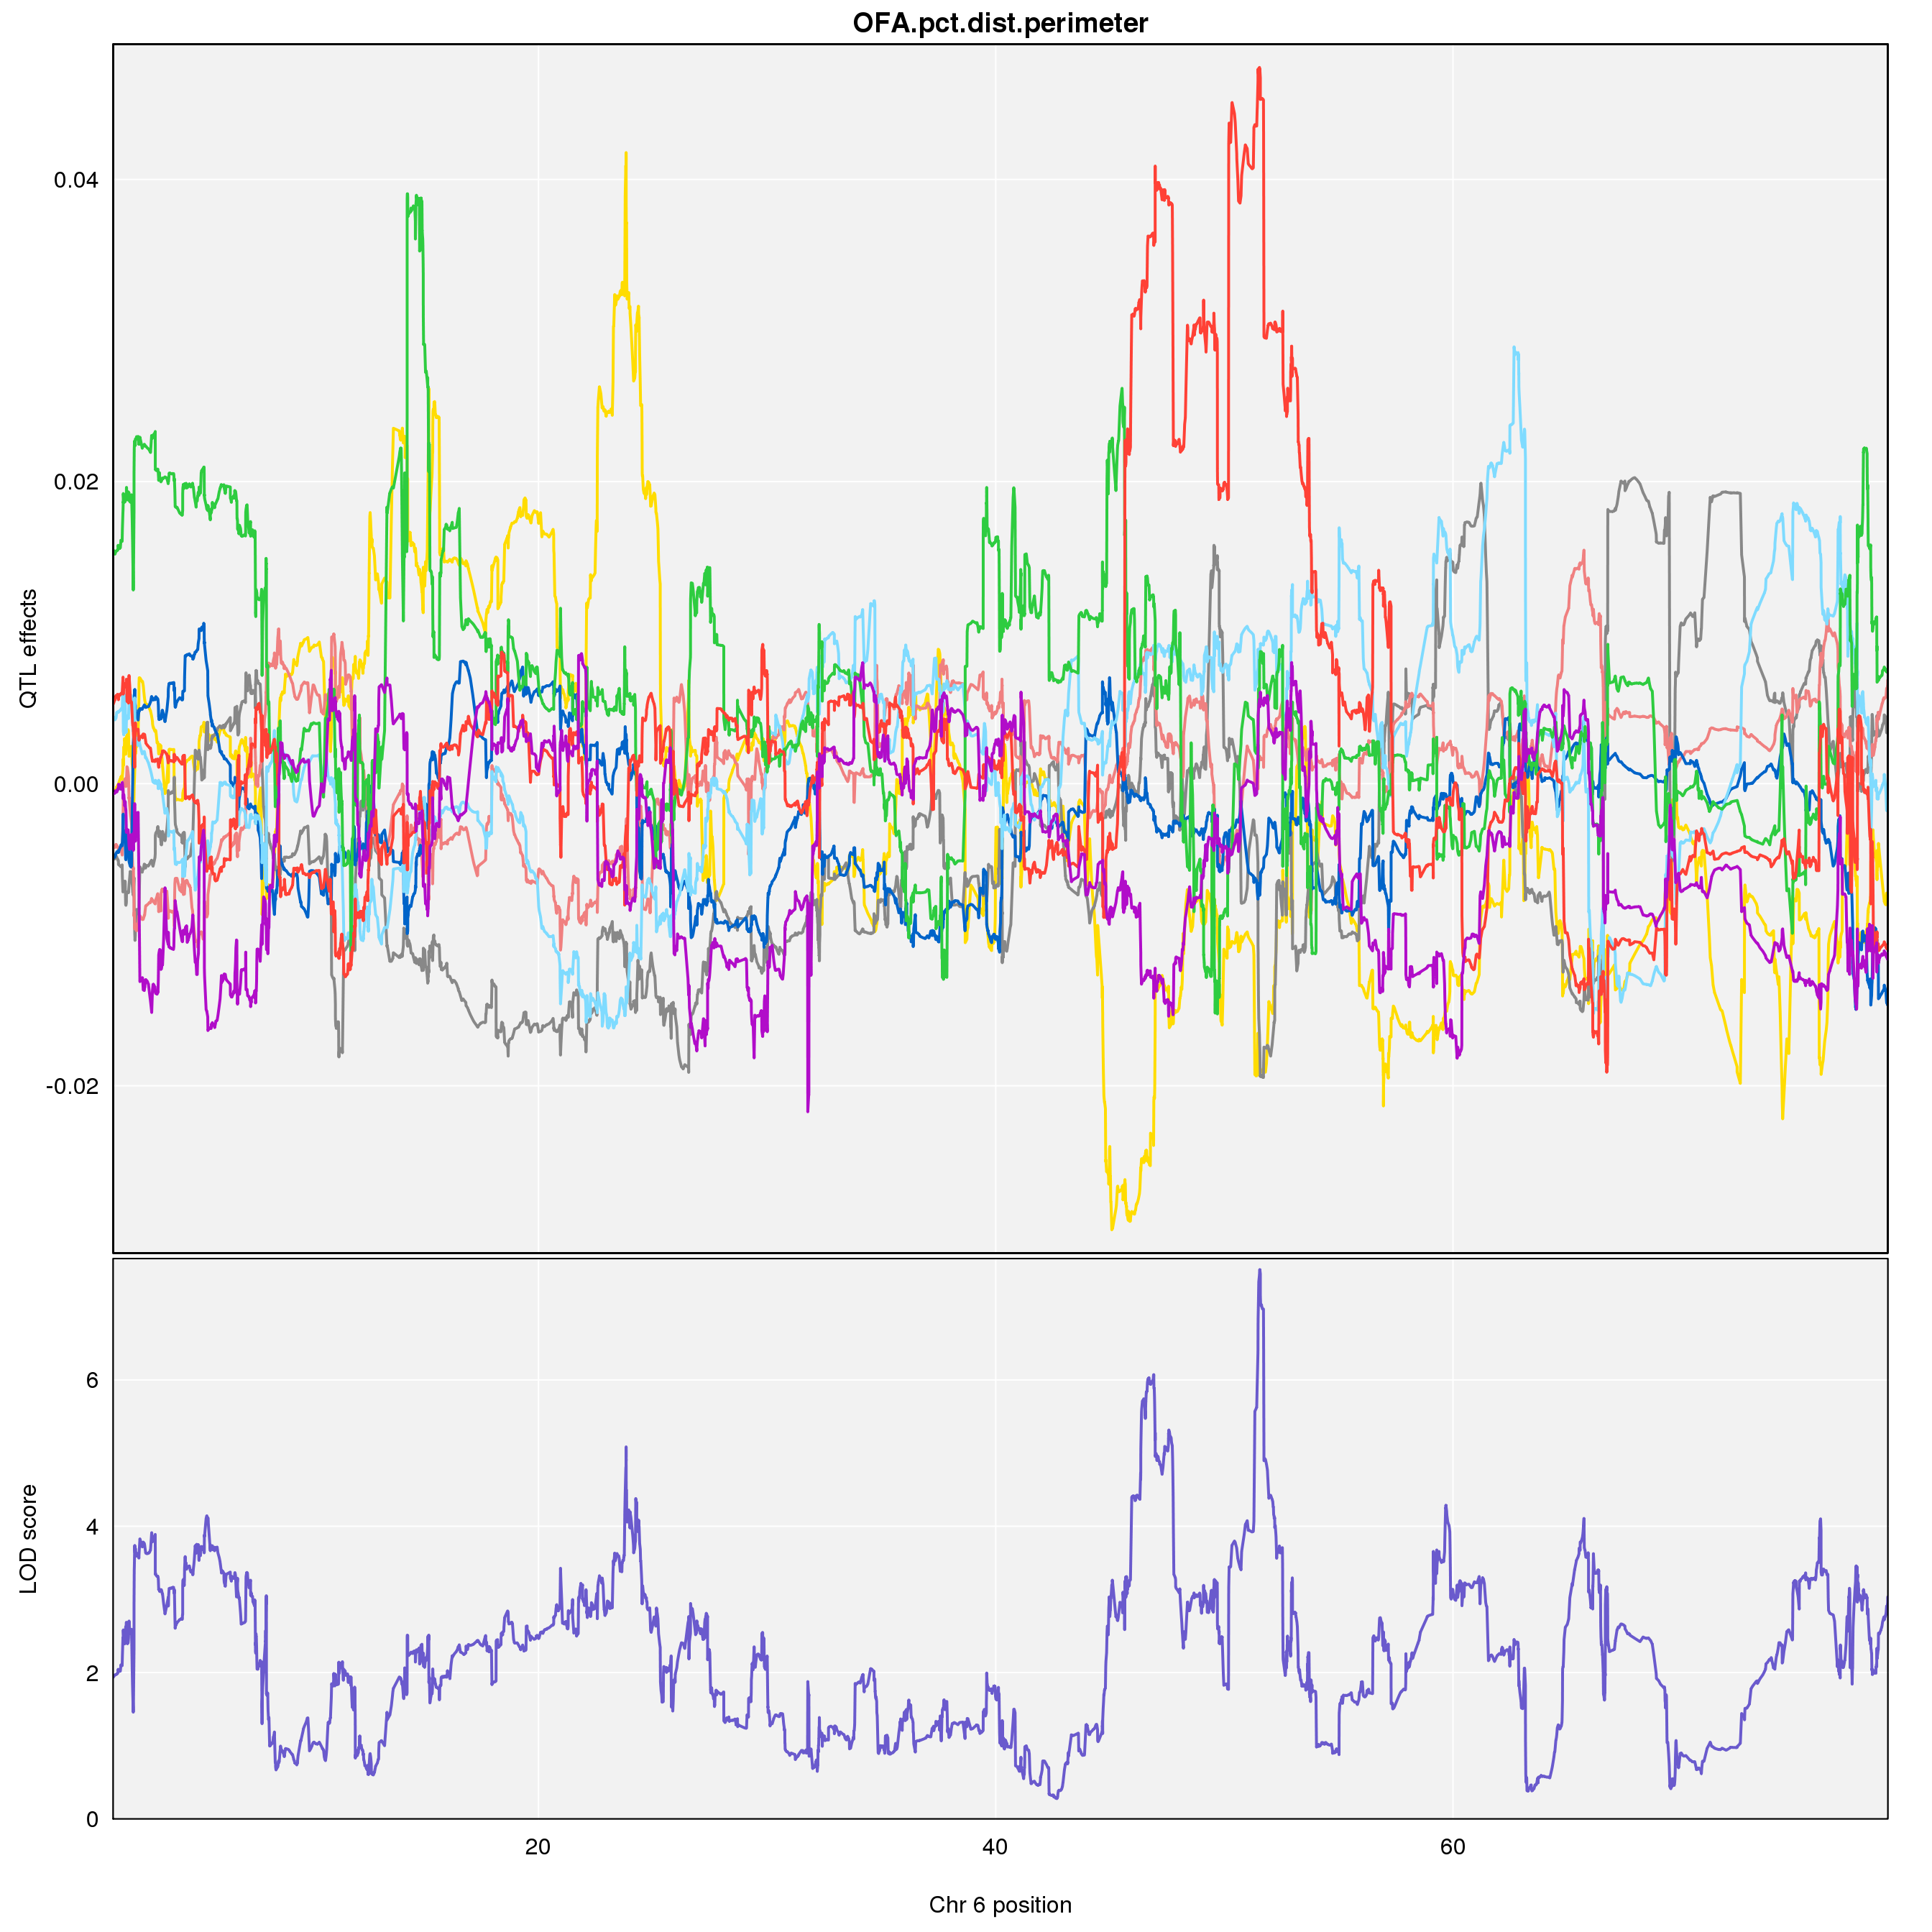 OFA.pct.dist.perimeter
0.04
0.02
0.00
-0.02
QTL effects
6
4
2
0
LOD score
20 40 60
Chr 6 position